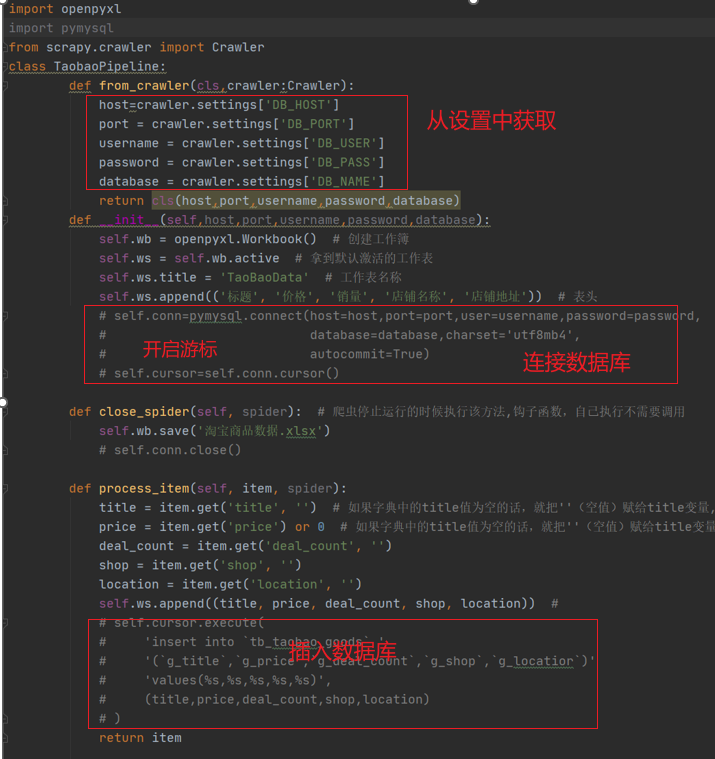 import openpyxl
import pymysql
from scrapy.crawler import Crawler
class TaobaoPipeline:
def from_crawler(cls,crawler:Crawler):
host=crawler.settings['DB_HOST']
port = crawler.settings['DB_PORT']
username = crawler.settings['DB_USER']
password = crawler.settings['DB_PASS']
database = crawler.settings['DB_NAME']
从设置中获取
return cls(host,port,username,password,database)
def __init__(self,host,port,username,password,database):
self.wb = openpyxl.Workbook()  # 创建工作簿
self.ws = self.wb.active  # 拿到默认激活的工作表
self.ws.title = 'TaoBaoData'  # 工作表名称
self.ws.append(('标题', '价格', '销量', '店铺名称', '店铺地址'))  # 表头
# self.conn=pymysql.connect(host=host,port=port,user=username,password=password,
# database=database,charset='utf8mb4',
# autocommit=True)
开启游标
连接数据库
# self.cursor=self.conn.cursor()
def close_spider(self, spider):  # 爬虫停止运行的时候执行该方法,钩子函数，自己执行不需要调用
self.wb.save('淘宝商品数据.xlsx')
# self.conn.close()
def process_item(self, item, spider):
title = item.get('title', '')  # 如果字典中的title值为空的话，就把''（空值）赋给title变量,
price = item.get('price') or 0  # 如果字典中的title值为空的话，就把''（空值）赋给title变量
deal_count = item.get('deal_count', '')
shop = item.get('shop', '')
location = item.get('location', '')
self.ws.append((title, price, deal_count, shop, location))  #
# self.cursor.execute(
# 'insert into `tb_taobao_goods` '
插入数据库
# '(`g_title`,`g_price`,`g_deal_count`,`g_shop`,`g_locatior`)'
# 'values(%s,%s,%s,%s,%s)',
# (title,price,deal_count,shop,location)
# )
return item